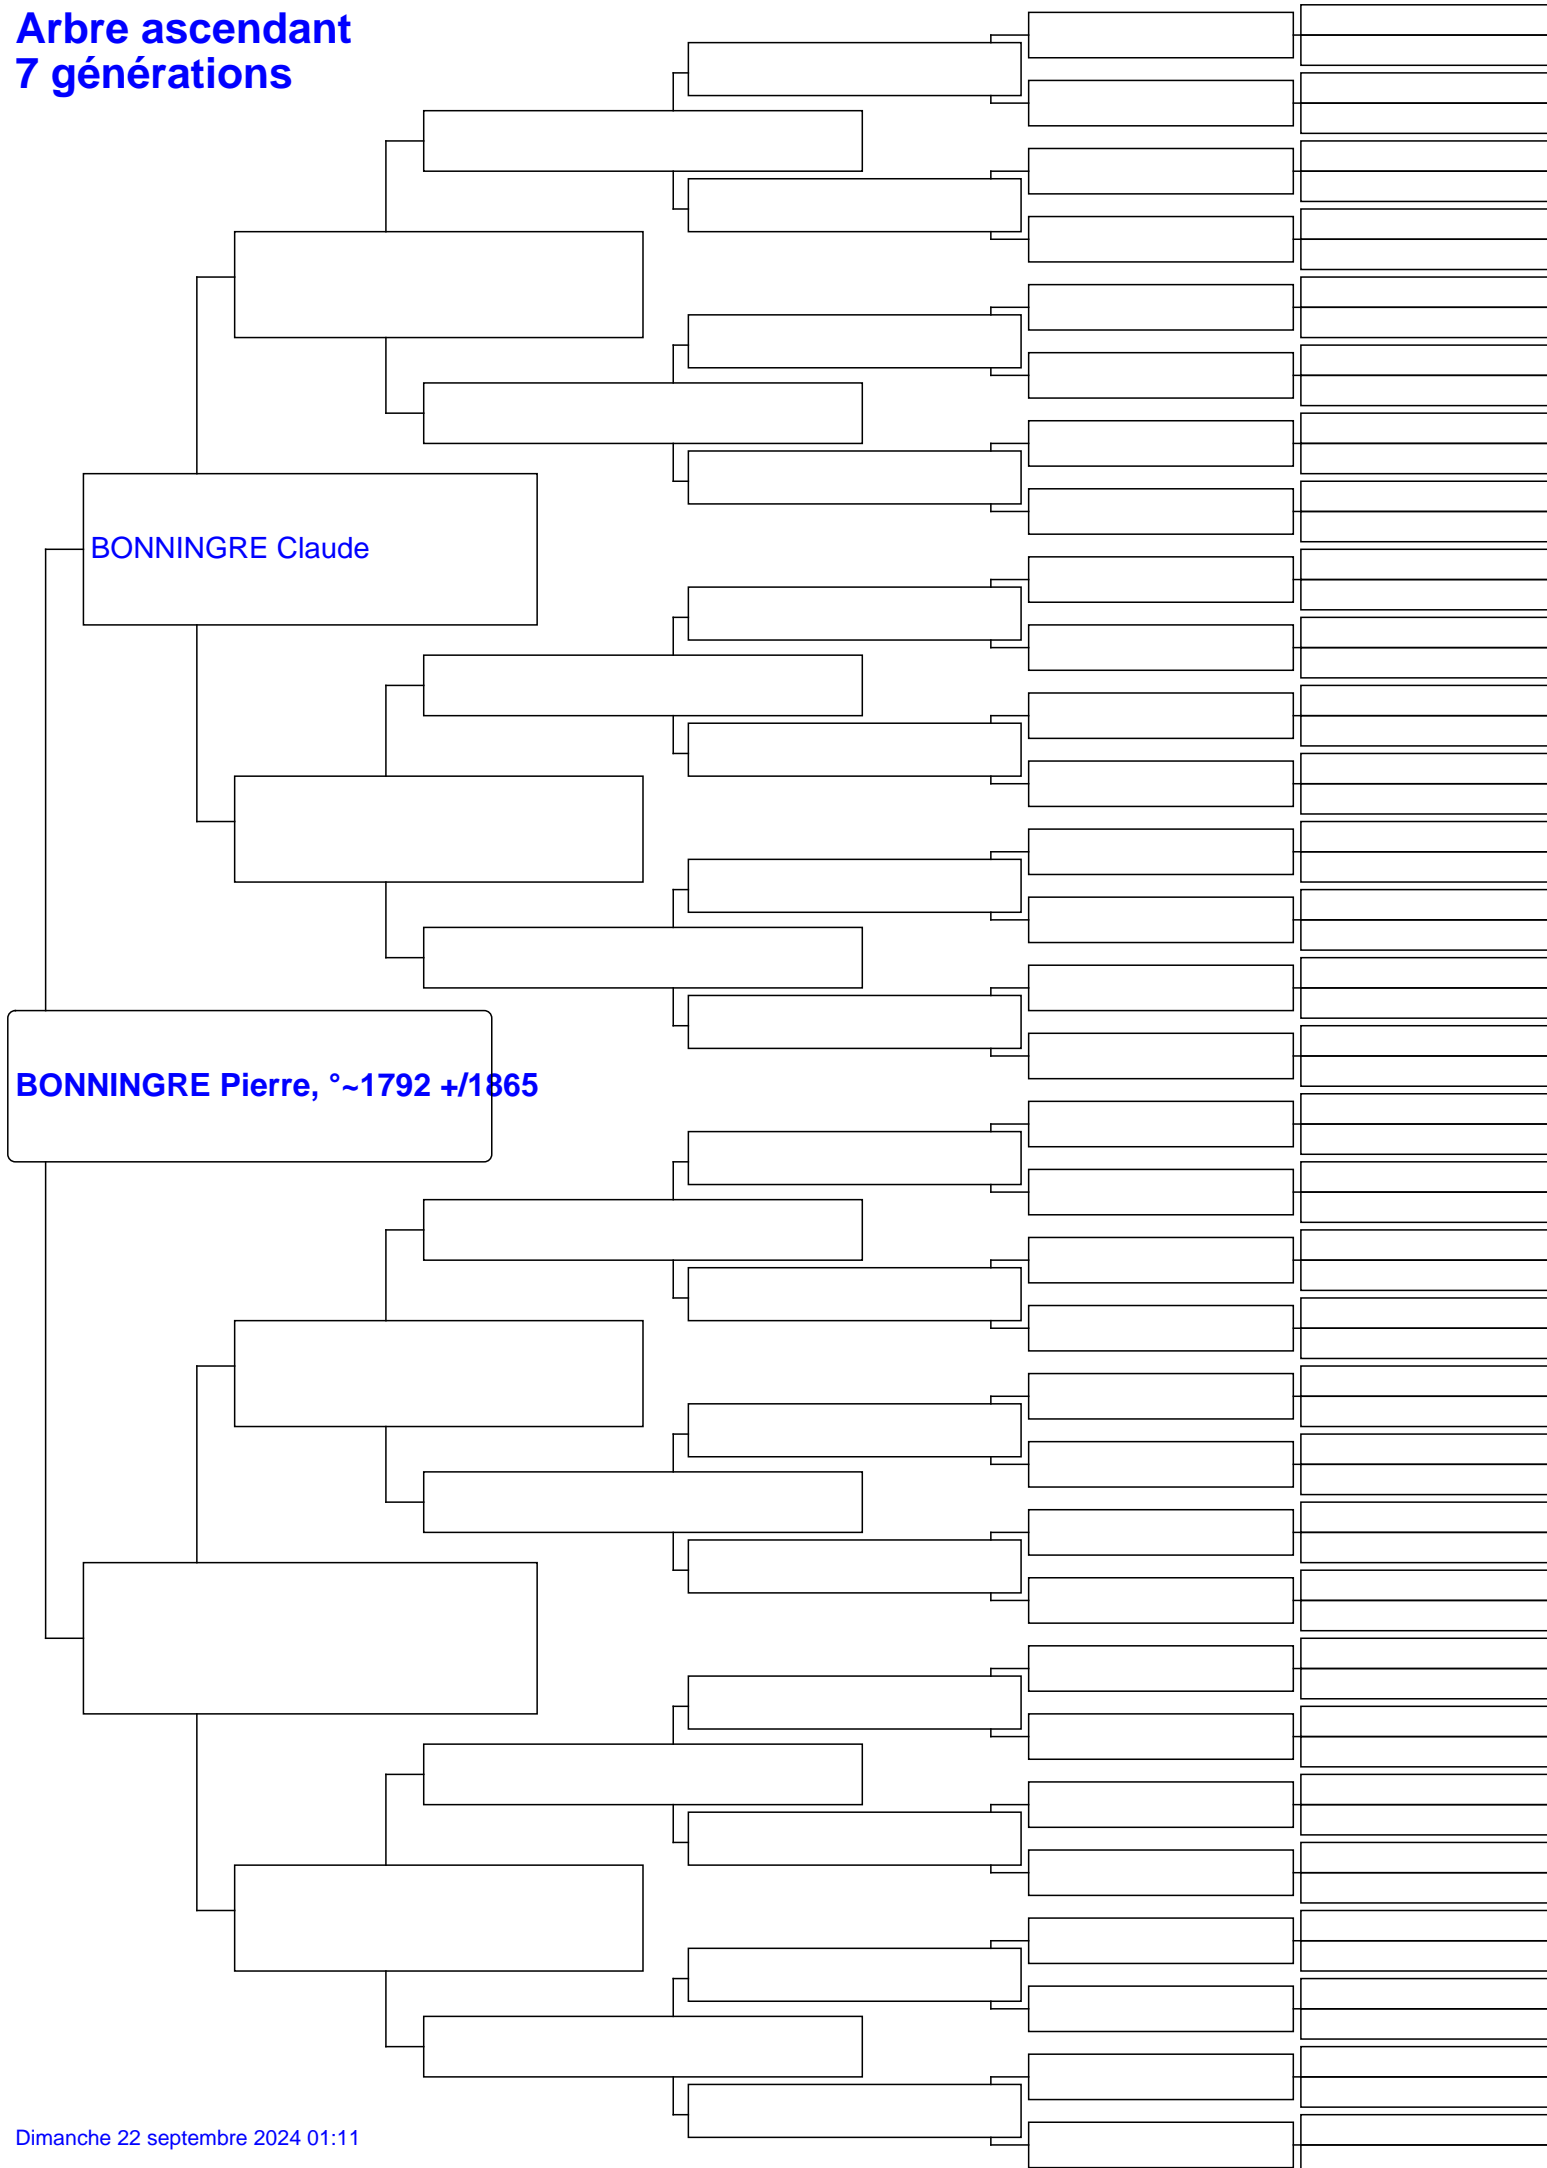 Arbre ascendant
7 générations
BONNINGRE Claude
BONNINGRE Pierre, °~1792 +/1865
Dimanche 22 septembre 2024 01:11